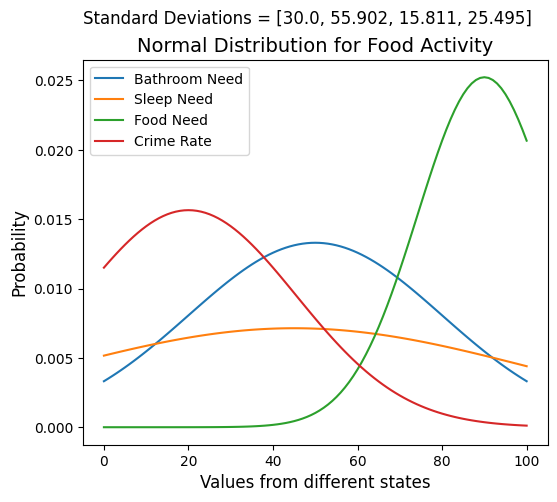 Standard Deviations = [30.0, 55.902, 15.811, 25.495]
Normal Distribution for Food Activity
Bathroom Need
Sleep Need
Food Need
Crime Rate
Probability
0.025
0.020
0.015
0.010
0.005
0.000
0 20 40 60 80 100
Values from different states